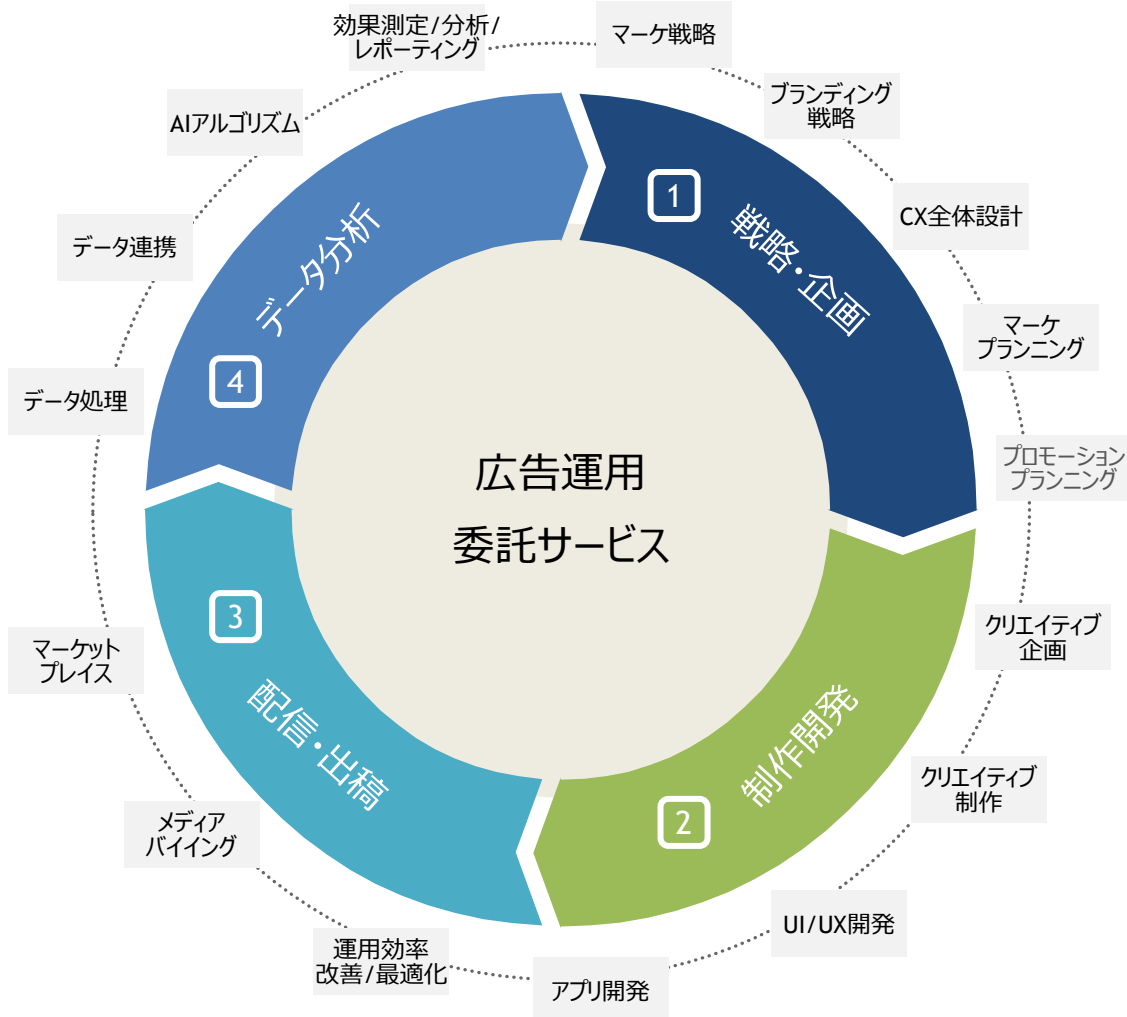 効果測定/分析/
レポーティング
マーケ戦略
ブランディング
戦略
AIアルゴリズム
CX全体設計
データ連携
マーケ
プランニング
データ処理
プロモーション
プランニング
1
戦略・企画
4
データ分析
広告運用
委託サービス
3
配信・出稿
2
制作開発
マーケット
プレイス
クリエイティブ
企画
クリエイティブ
制作
メディア
バイイング
UI/UX開発
運用効率
改善/最適化
アプリ開発